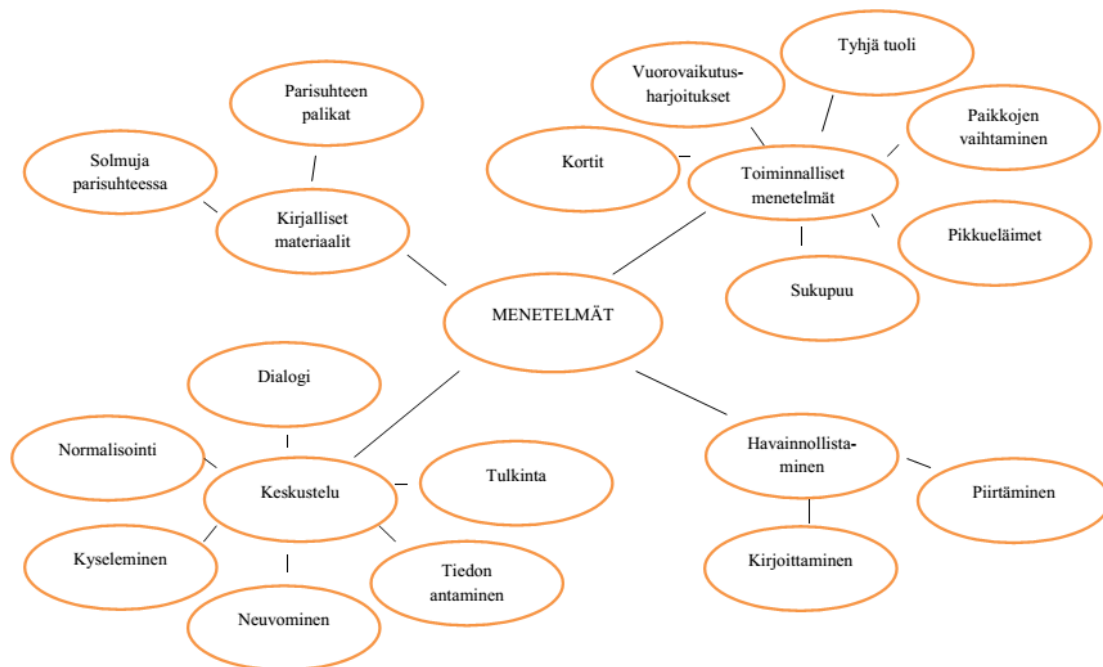 Tyhjä tuoli
Vuorovaikutus-
harjoitukset
Parisuhteen
palikat
Paikkojen
vaihtaminen
Kortit
Solmuja
parisuhteessa
Toiminnalliset
menetelmät
Kirjalliset
materiaalit
Pikkueläimet
Sukupuu
MENETELMÄT
Dialogi
Normalisointi
Havainnollista-
minen
Tulkinta
Keskustelu
Piirtäminen
Kyseleminen
Kirjoittaminen
Tiedon
antaminen
Neuvominen